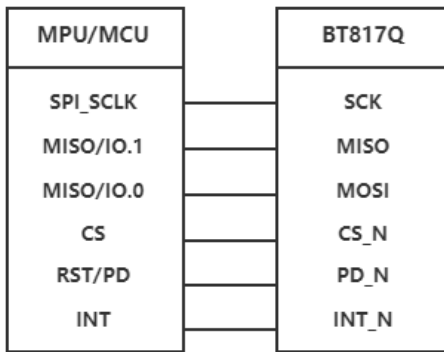 MPU/MCU
BT817Q
SPI_SCLK
SCK
MISO/IO.1
MISO
MISO/IO.0
MOSI
CS
CS_N
RST/PD
PD_N
INT
INT_N